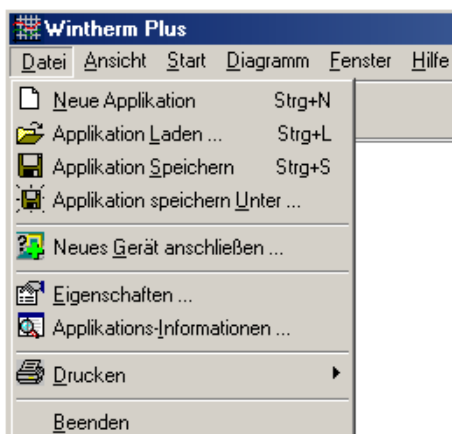 Wintherm Plus
Datei Ansicht Start Diagramm Fenster Hilfe
Neue Applikation Strg+N
Applikation Laden ... Strg+L
Applikation Speichern Strg+S
Applikation speichern Unter ...
Neues Gerät anschließen ...
Eigenschaften ...
Applikations-Informationen ...
Drucken
Beenden